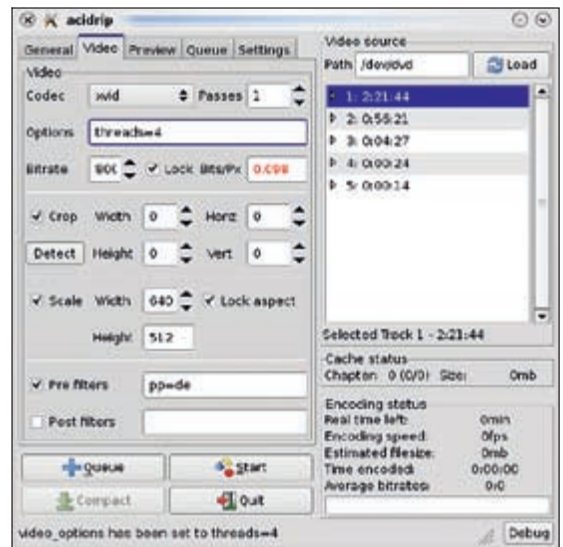 acidrip
General Video Preview Queue Settings
Video
Codec xvid Passes 1
Options threads=4
Bitrate 800 Lock Bits/Px 0.098
Crop Width 0 Horiz 0
Detect Height 0 Vert 0
Scale Width 640 Lock aspect
Height 512
Pre filters pp=de
Post filters
Queue Start
Compact Quit
video_options has been set to threads=4
Video source
Path /dev/dvd Load
1: 2:21:44
2: 0:55:21
3: 0:04:27
4: 0:00:24
5: 0:00:14
Selected Track 1 - 2:21:44
Cache status
Chapter: 0 (0/0) Size: 0mb
Encoding status
Real time left: 0min
Encoding speed: 0fps
Estimated filesize: 0mb
Time encoded: 0:00:00
Average bitrates: 0:0
Debug